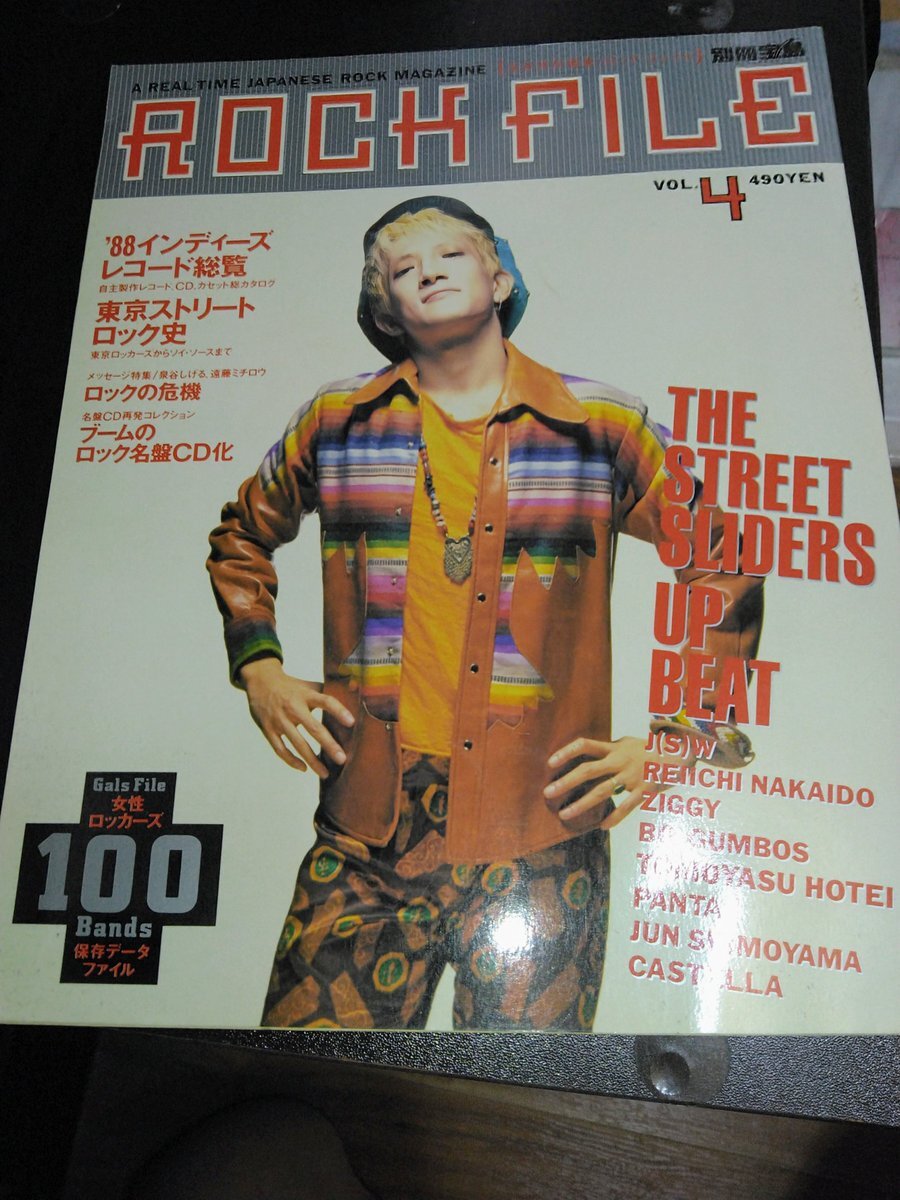 A REAL TIME JAPANESE ROCK MAGAZINE
別冊宝島
ROCK FILE
VOL. 4 490YEN
'88インディーズ
レコード総覧
自主製作レコード、CD、カセット総カタログ
東京ストリート
ロック史
東京ロッカーズからソイ・ソースまで
メッセージ特集/泉谷しげる、遠藤ミチロウ
ロックの危機
名盤CD再発コレクション
ブームの
ロック名盤CD化
THE
STREET
SLIDERS
UP
BEAT
J(S)W
REIICHI NAKAIDO
ZIGGY
BO GUMBOS
TOMOYASU HOTEI
PANTA
JUN SHIMOYAMA
CASTELLA
Gals File
女性
ロッカーズ
100
Bands
保存データ
ファイル